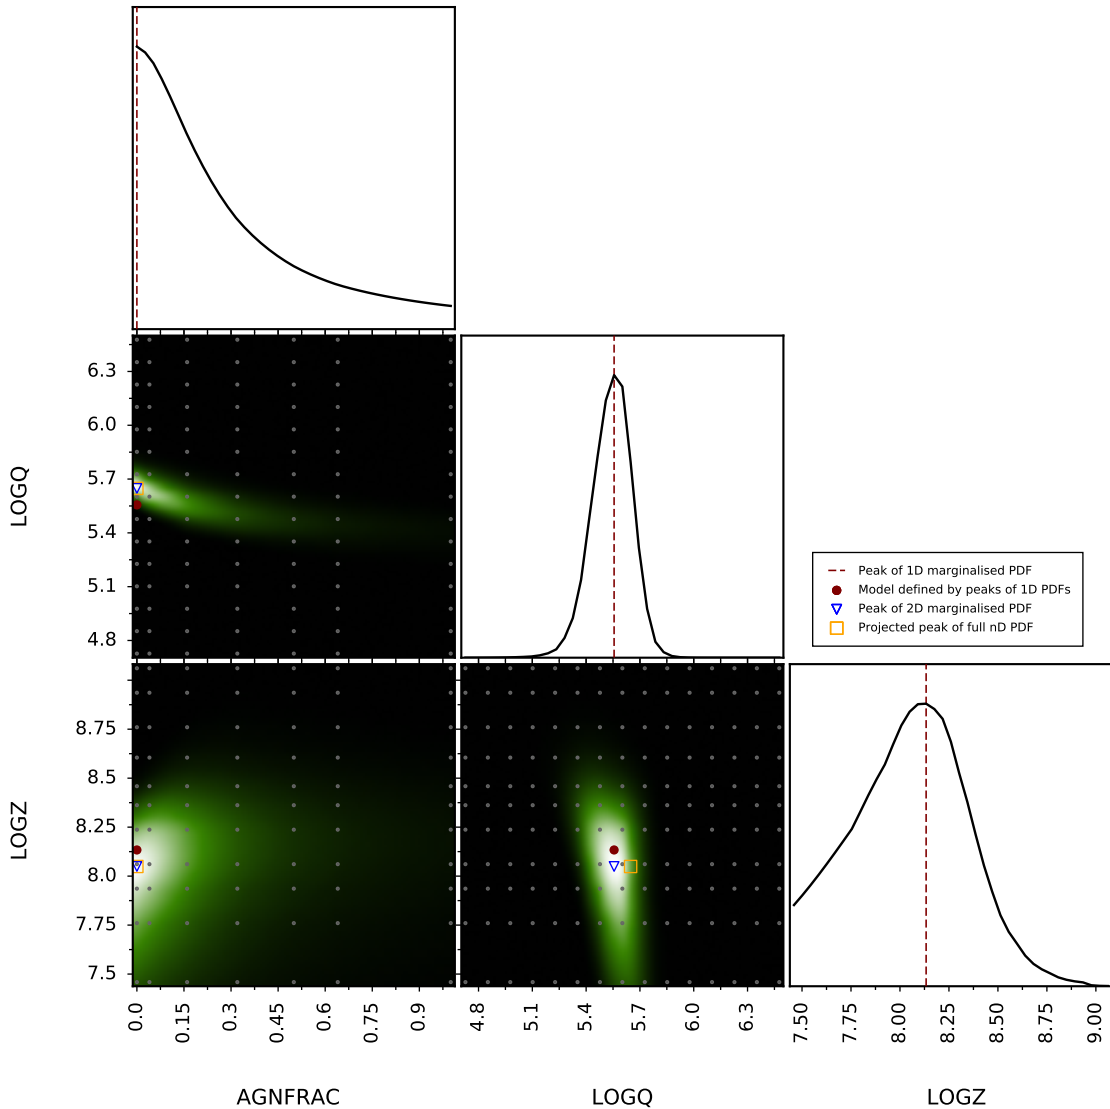 LOGQ
6.3
6.0
5.7
5.4
5.1
4.8
Peak of 1D marginalised PDF
Model defined by peaks of 1D PDFs
Peak of 2D marginalised PDF
Projected peak of full nD PDF
LOGZ
8.75
8.5
8.25
8.0
7.75
7.5
0.0 0.15 0.3 0.45 0.6 0.75 0.9
4.8 5.1 5.4 5.7 6.0 6.3
7.50 7.75 8.00 8.25 8.50 8.75 9.00
AGNFRAC LOGQ LOGZ